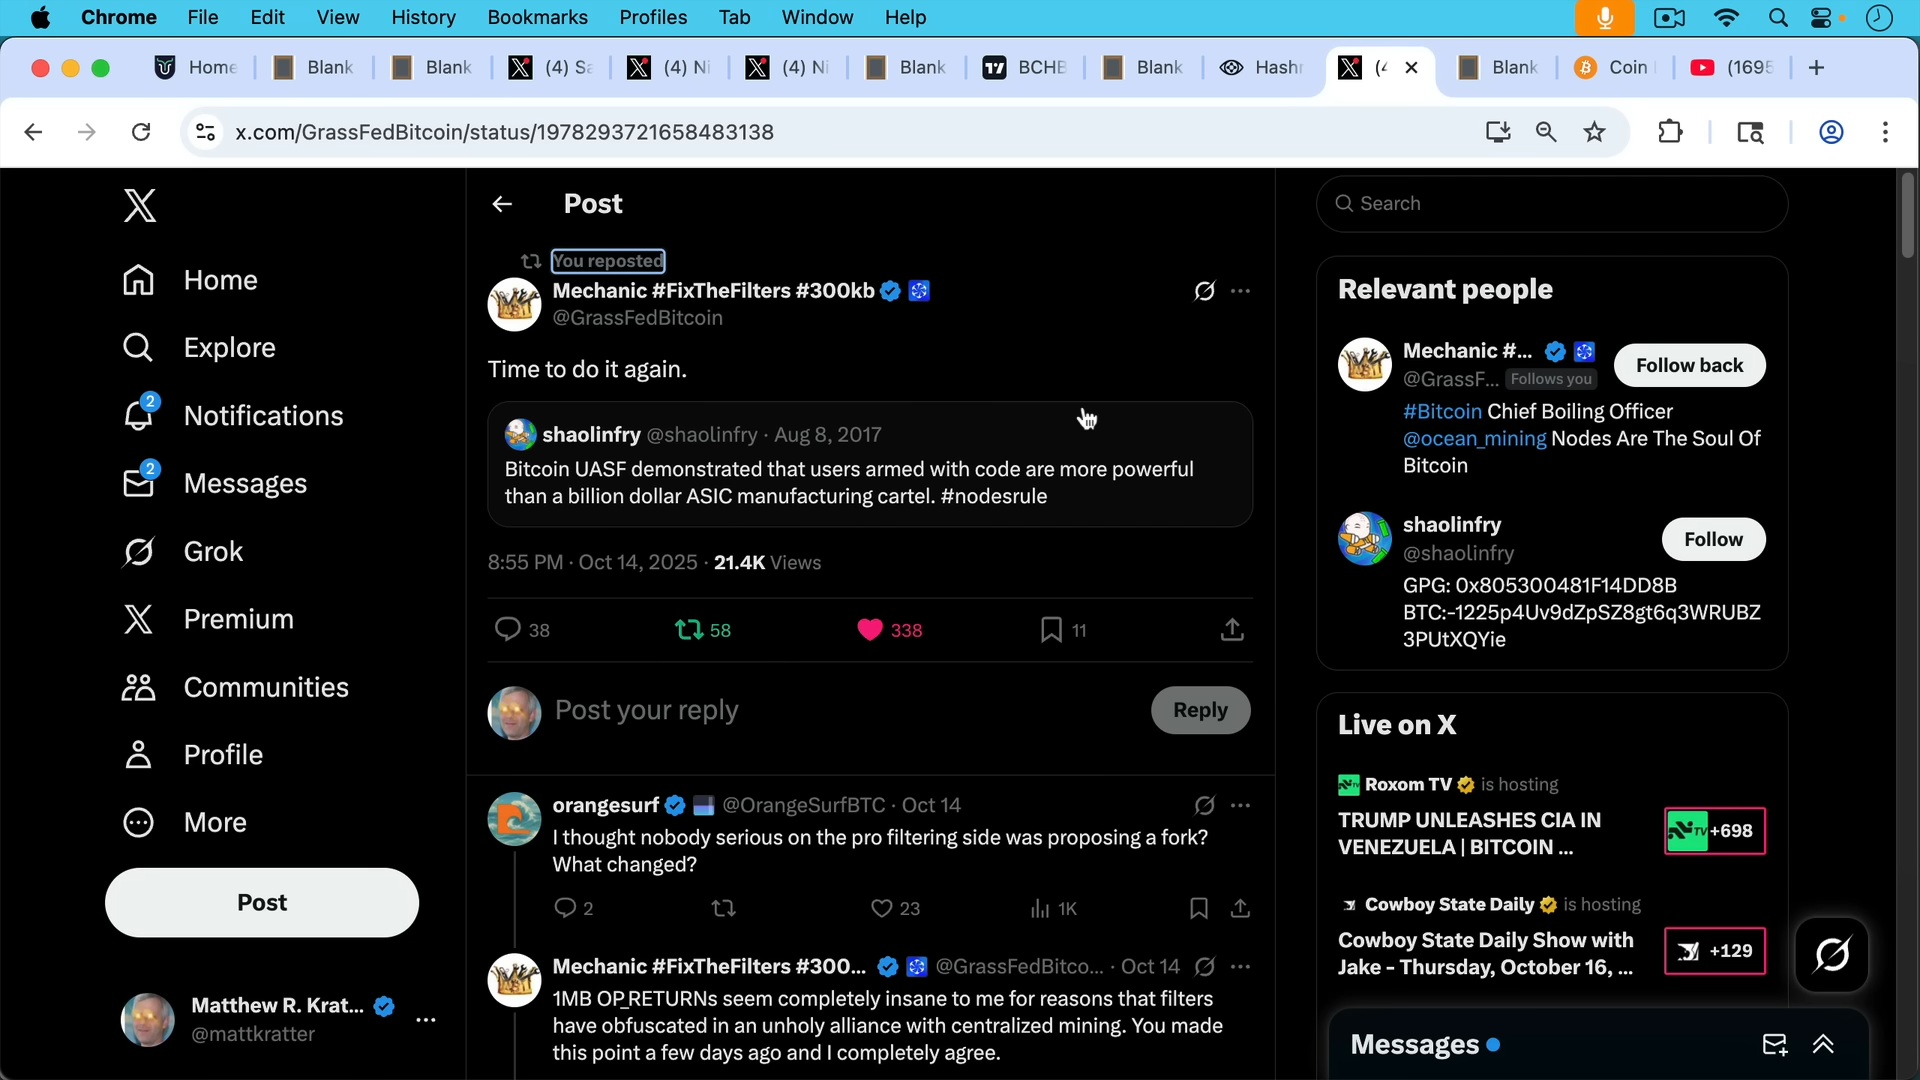 Chrome File Edit View History Bookmarks Profiles Tab Window Help
Home Blank Blank (4) Sa (4) Ni (4) Ni Blank BCHB Blank Hashr (4 Blank Coin (1695
x.com/GrassFedBitcoin/status/1978293721658483138
Home
Explore
2
Notifications
2
Messages
Grok
Premium
Communities
Profile
More
Post
Matthew R. Krat...
@mattkratter
Post
You reposted
Mechanic #FixTheFilters #300kb
@GrassFedBitcoin
Time to do it again.
shaolinfry @shaolinfry · Aug 8, 2017
Bitcoin UASF demonstrated that users armed with code are more powerful
than a billion dollar ASIC manufacturing cartel. #nodesrule
8:55 PM · Oct 14, 2025 · 21.4K Views
38 58 338 11
Post your reply
Reply
orangesurf @OrangeSurfBTC · Oct 14
I thought nobody serious on the pro filtering side was proposing a fork?
What changed?
2 23 1K
Mechanic #FixTheFilters #300... @GrassFedBitco... · Oct 14
1MB OP_RETURNs seem completely insane to me for reasons that filters
have obfuscated in an unholy alliance with centralized mining. You made
this point a few days ago and I completely agree.
Search
Relevant people
Mechanic #...
@GrassF... Follows you
Follow back
#Bitcoin Chief Boiling Officer
@ocean_mining Nodes Are The Soul Of
Bitcoin
shaolinfry
@shaolinfry
Follow
GPG: 0x805300481F14DD8B
BTC:-1225p4Uv9dZpSZ8gt6q3WRUBZ
3PUtXQYie
Live on X
Roxom TV is hosting
TRUMP UNLEASHES CIA IN
VENEZUELA | BITCOIN ...
TV +698
Cowboy State Daily is hosting
Cowboy State Daily Show with
Jake - Thursday, October 16, ...
+129
Messages